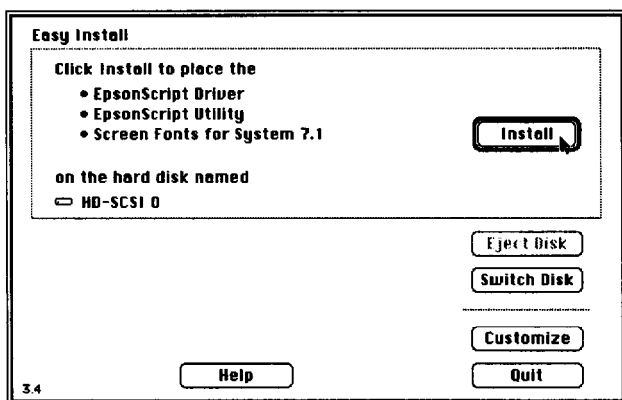 Easy Install
Click Install to place the
• EpsonScript Driver
• EpsonScript Utility
• Screen Fonts for System 7.1
Install
on the hard disk named
HD-SCSI 0
Eject Disk
Switch Disk
Customize
Help
Quit
3.4